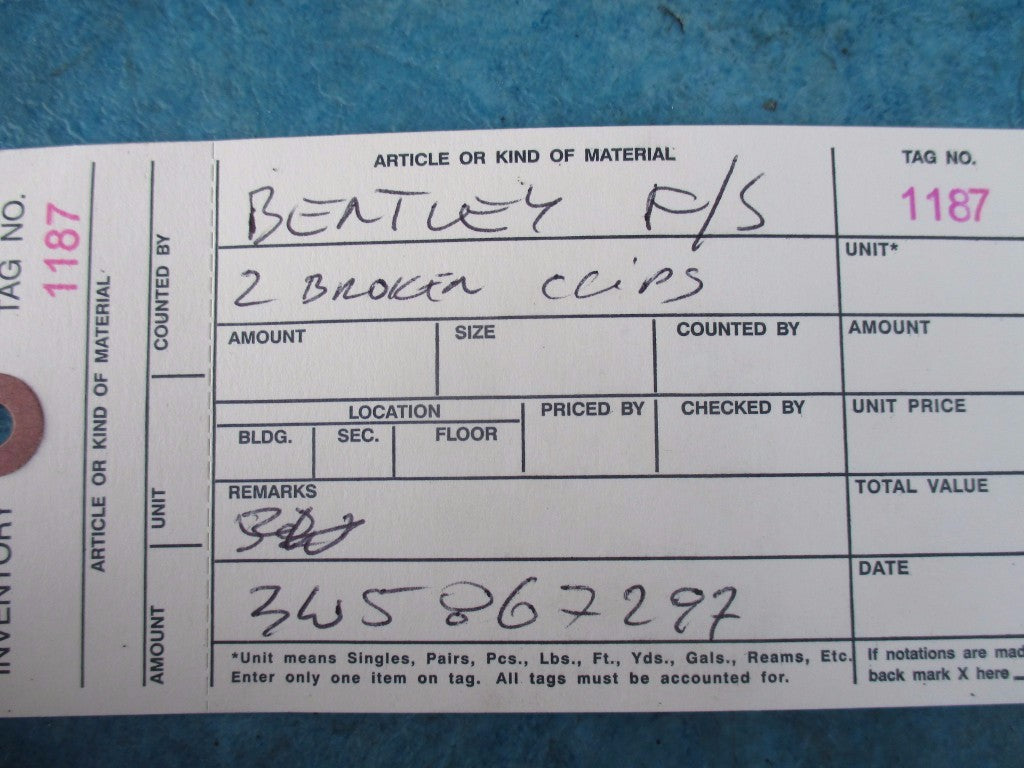 ARTICLE OR KIND OF MATERIAL
BENTLEY F/S
2 BROKEN CLIPS
TAG NO.
1187
UNIT*
AMOUNT
SIZE
COUNTED BY
AMOUNT
LOCATION
BLDG.
SEC.
FLOOR
PRICED BY
CHECKED BY
UNIT PRICE
REMARKS
TOTAL VALUE
3W5 867 297
DATE
*Unit means Singles, Pairs, Pcs., Lbs., Ft., Yds., Gals., Reams, Etc.
Enter only one item on tag. All tags must be accounted for.
If notations are mad
back mark X here
TAG NO.
1187
INVENTORY
ARTICLE OR KIND OF MATERIAL
COUNTED BY
UNIT
AMOUNT